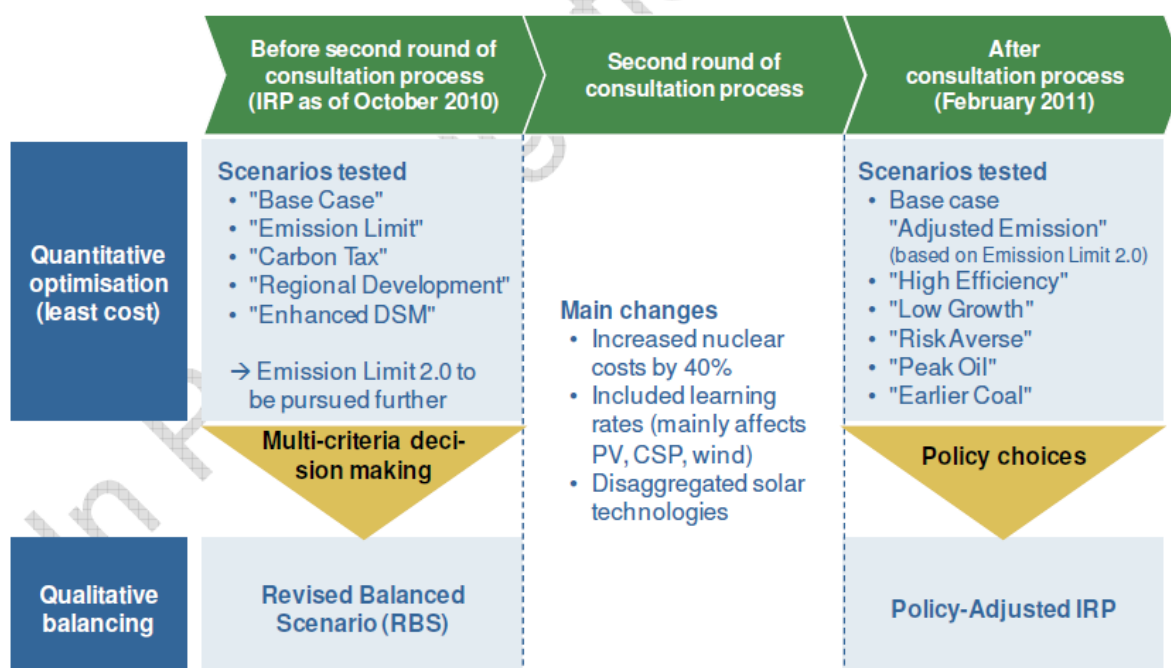 Before second round of
consultation process
(IRP as of October 2010)
Second round of
consultation process
After
consultation process
(February 2011)
Quantitative
optimisation
(least cost)
Scenarios tested
• "Base Case"
• "Emission Limit"
• "Carbon Tax"
• "Regional Development"
• "Enhanced DSM"
→ Emission Limit 2.0 to
be pursued further
Multi-criteria deci-
sion making
Main changes
• Increased nuclear
costs by 40%
• Included learning
rates (mainly affects
PV, CSP, wind)
• Disaggregated solar
technologies
Scenarios tested
• Base case
"Adjusted Emission"
(based on Emission Limit 2.0)
• "High Efficiency"
• "Low Growth"
• "Risk Averse"
• "Peak Oil"
• "Earlier Coal"
Policy choices
Qualitative
balancing
Revised Balanced
Scenario (RBS)
Policy-Adjusted IRP
In P